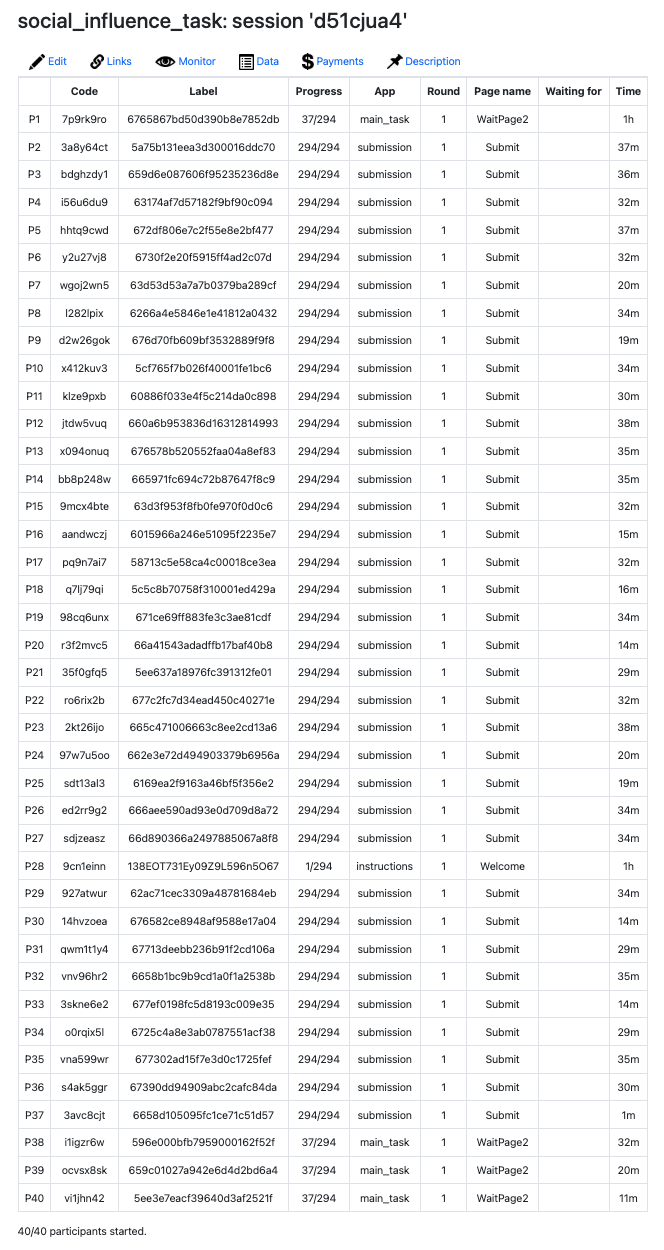 social_influence_task: session 'd51cjua4'
Edit Links Monitor Data Payments Description
Code Label Progress App Round Page name Waiting for Time
P1 7p9rk9ro 6765867bd50d390b8e7852db 37/294 main_task 1 WaitPage2 1h
P2 3a8y64ct 5a75b131eea3d300016ddc70 294/294 submission 1 Submit 37m
P3 bdghzdy1 659d6e087606f95235236d8e 294/294 submission 1 Submit 36m
P4 i56u6du9 63174af7d57182f9bf90c094 294/294 submission 1 Submit 32m
P5 hhtq9cwd 672df806e7c2f55e8e2bf477 294/294 submission 1 Submit 37m
P6 y2u27vj8 6730f2e20f5915ff4ad2c07d 294/294 submission 1 Submit 32m
P7 wgoj2wn5 63d53d53a7a7b0379ba289cf 294/294 submission 1 Submit 20m
P8 l282lpix 6266a4e5846e1e41812a0432 294/294 submission 1 Submit 34m
P9 d2w26gok 676d70fb609bf3532889f9f8 294/294 submission 1 Submit 19m
P10 x412kuv3 5cf765f7b026f40001fe1bc6 294/294 submission 1 Submit 34m
P11 klze9pxb 60886f033e4f5c214da0c898 294/294 submission 1 Submit 30m
P12 jtdw5vuq 660a6b953836d16312814993 294/294 submission 1 Submit 38m
P13 x094onuq 676578b520552faa04a8ef83 294/294 submission 1 Submit 35m
P14 bb8p248w 665971fc694c72b87647f8c9 294/294 submission 1 Submit 35m
P15 9mcx4bte 63d3f953f8fb0fe970f0d0c6 294/294 submission 1 Submit 32m
P16 aandwczj 6015966a246e51095f2235e7 294/294 submission 1 Submit 15m
P17 pq9n7ai7 58713c5e58ca4c00018ce3ea 294/294 submission 1 Submit 32m
P18 q7lj79qi 5c5c8b70758f310001ed429a 294/294 submission 1 Submit 16m
P19 98cq6unx 671ce69ff883fe3c3ae81cdf 294/294 submission 1 Submit 34m
P20 r3f2mvc5 66a41543adadffb17baf40b8 294/294 submission 1 Submit 14m
P21 35f0gfq5 5ee637a18976fc391312fe01 294/294 submission 1 Submit 29m
P22 ro6rix2b 677c2fc7d34ead450c40271e 294/294 submission 1 Submit 32m
P23 2kt26ijo 665c471006663c8ee2cd13a6 294/294 submission 1 Submit 38m
P24 97w7u5oo 662e3e72d494903379b6956a 294/294 submission 1 Submit 20m
P25 sdt13al3 6169ea2f9163a46bf5f356e2 294/294 submission 1 Submit 19m
P26 ed2rr9g2 666aee590ad93e0d709d8a72 294/294 submission 1 Submit 34m
P27 sdjzeasz 66d890366a2497885067a8f8 294/294 submission 1 Submit 34m
P28 9cn1einn 138EOT731Ey09Z9L596n5O67 1/294 instructions 1 Welcome 1h
P29 927atwur 62ac71cec3309a48781684eb 294/294 submission 1 Submit 34m
P30 14hvzoea 676582ce8948af9588e17a04 294/294 submission 1 Submit 14m
P31 qwm1t1y4 67713deebb236b91f2cd106a 294/294 submission 1 Submit 29m
P32 vnv96hr2 6658b1bc9b9cd1a0f1a2538b 294/294 submission 1 Submit 35m
P33 3skne6e2 677ef0198fc5d8193c009e35 294/294 submission 1 Submit 14m
P34 o0rqix5l 6725c4a8e3ab0787551acf38 294/294 submission 1 Submit 29m
P35 vna599wr 677302ad15f7e3d0c1725fef 294/294 submission 1 Submit 35m
P36 s4ak5ggr 67390dd94909abc2cafc84da 294/294 submission 1 Submit 30m
P37 3avc8cjt 6658d105095fc1ce71c51d57 294/294 submission 1 Submit 1m
P38 i1igzr6w 596e000bfb7959000162f52f 37/294 main_task 1 WaitPage2 32m
P39 ocvsx8sk 659c01027a942e6d4d2bd6a4 37/294 main_task 1 WaitPage2 20m
P40 vi1jhn42 5ee3e7eacf39640d3af2521f 37/294 main_task 1 WaitPage2 11m
40/40 participants started.